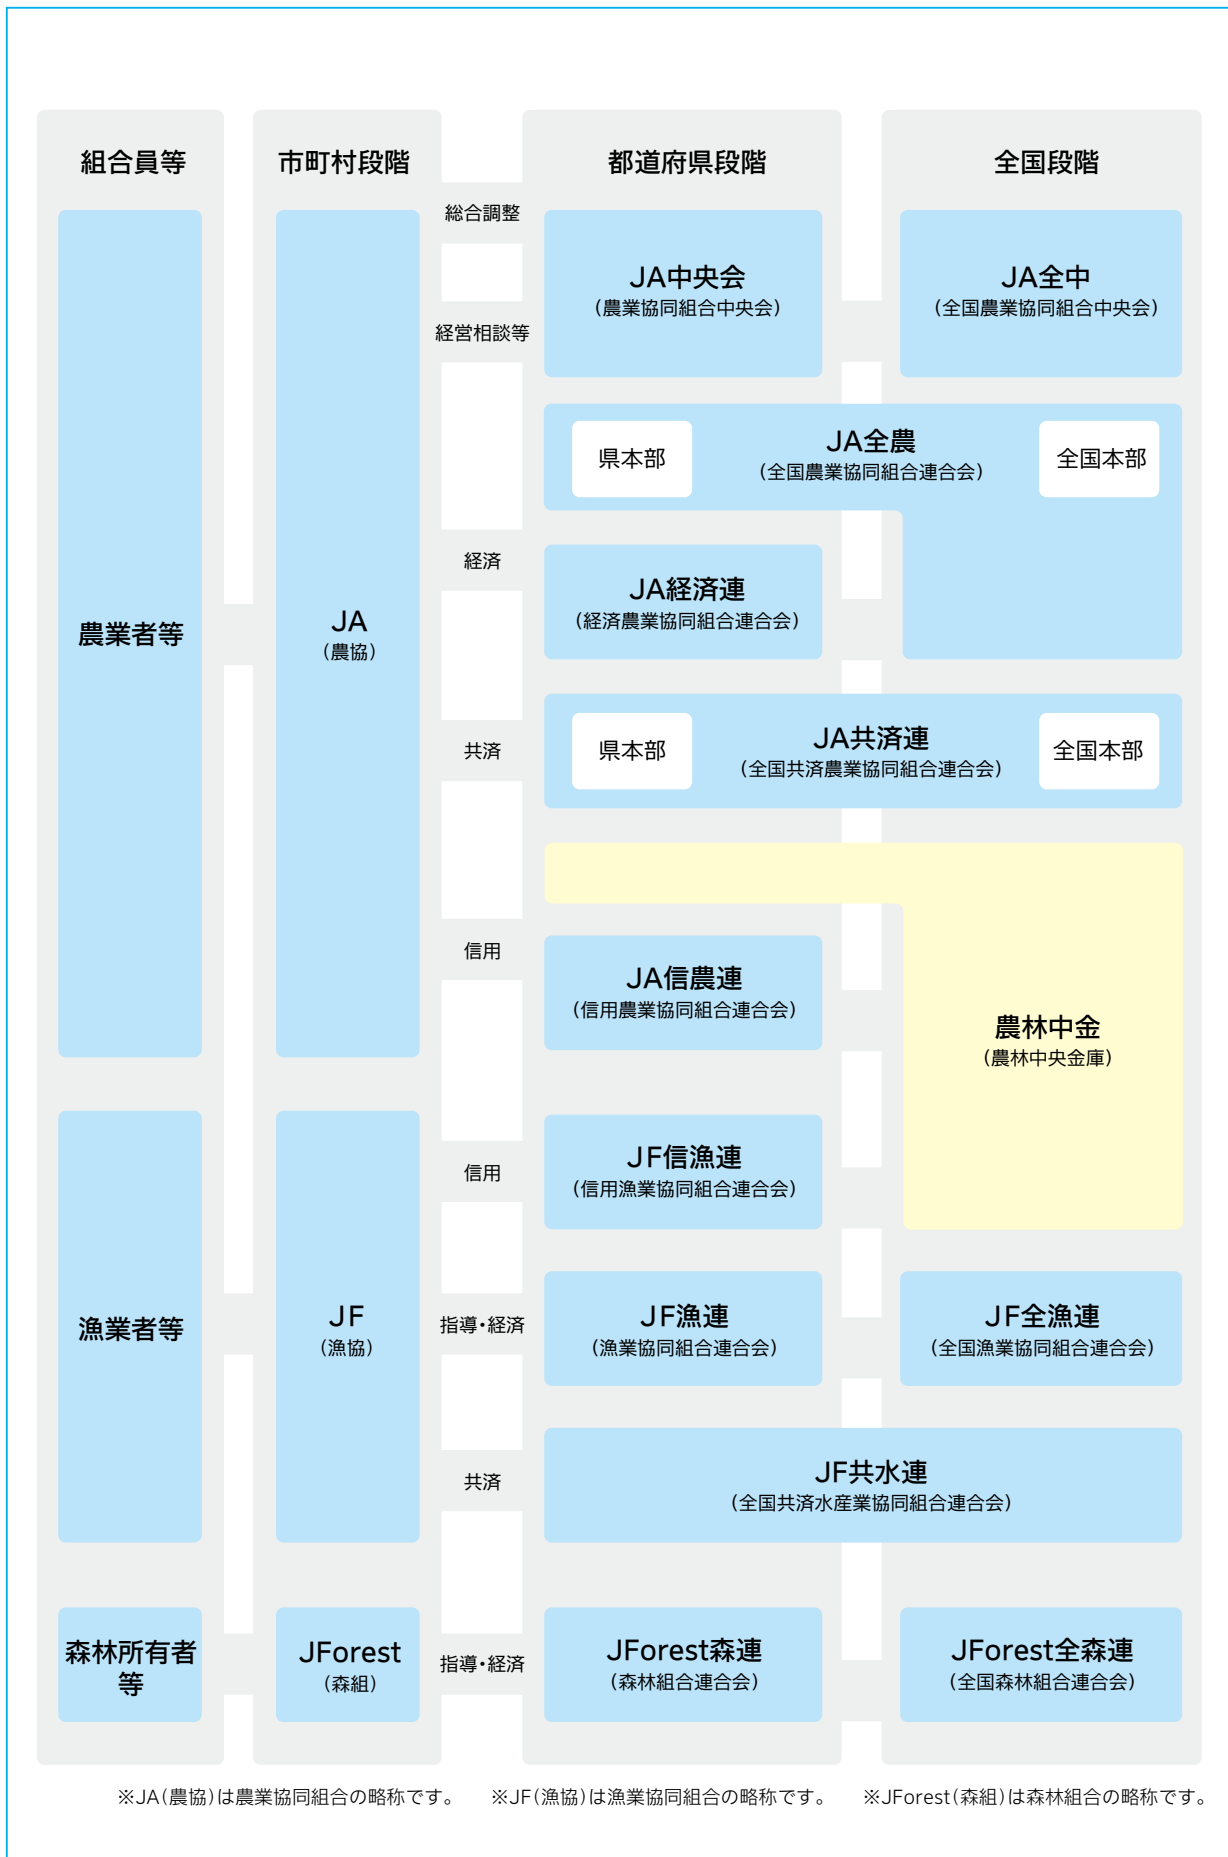 組合員等
市町村段階
都道府県段階
全国段階
総合調整
経営相談等
JA中央会
(農業協同組合中央会)
JA全中
(全国農業協同組合中央会)
県本部
JA全農
(全国農業協同組合連合会)
全国本部
農業者等
JA
(農協)
経済
JA経済連
(経済農業協同組合連合会)
共済
県本部
JA共済連
(全国共済農業協同組合連合会)
全国本部
信用
JA信農連
(信用農業協同組合連合会)
農林中金
(農林中央金庫)
信用
JF信漁連
(信用漁業協同組合連合会)
漁業者等
JF
(漁協)
指導・経済
JF漁連
(漁業協同組合連合会)
JF全漁連
(全国漁業協同組合連合会)
共済
JF共水連
(全国共済水産業協同組合連合会)
森林所有者
等
JForest
(森組)
指導・経済
JForest森連
(森林組合連合会)
JForest全森連
(全国森林組合連合会)
※JA(農協)は農業協同組合の略称です。
※JF(漁協)は漁業協同組合の略称です。
※JForest(森組)は森林組合の略称です。